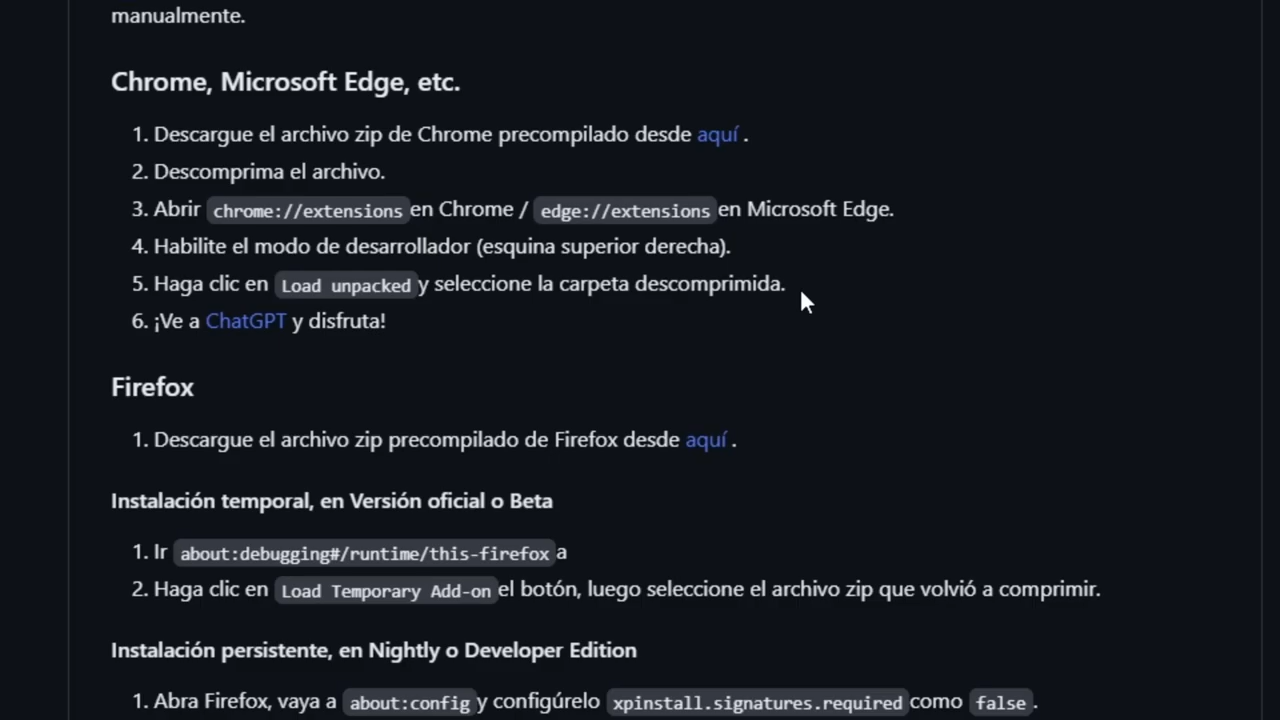 manualmente.
Chrome, Microsoft Edge, etc.
1. Descargue el archivo zip de Chrome precompilado desde aquí .
2. Descomprima el archivo.
3. Abrir chrome://extensions en Chrome / edge://extensions en Microsoft Edge.
4. Habilite el modo de desarrollador (esquina superior derecha).
5. Haga clic en Load unpacked y seleccione la carpeta descomprimida.
6. ¡Ve a ChatGPT y disfruta!
Firefox
1. Descargue el archivo zip precompilado de Firefox desde aquí .
Instalación temporal, en Versión oficial o Beta
1. Ir about:debugging#/runtime/this-firefox a
2. Haga clic en Load Temporary Add-on el botón, luego seleccione el archivo zip que volvió a comprimir.
Instalación persistente, en Nightly o Developer Edition
1. Abra Firefox, vaya a about:config y configúrelo xpinstall.signatures.required como false .